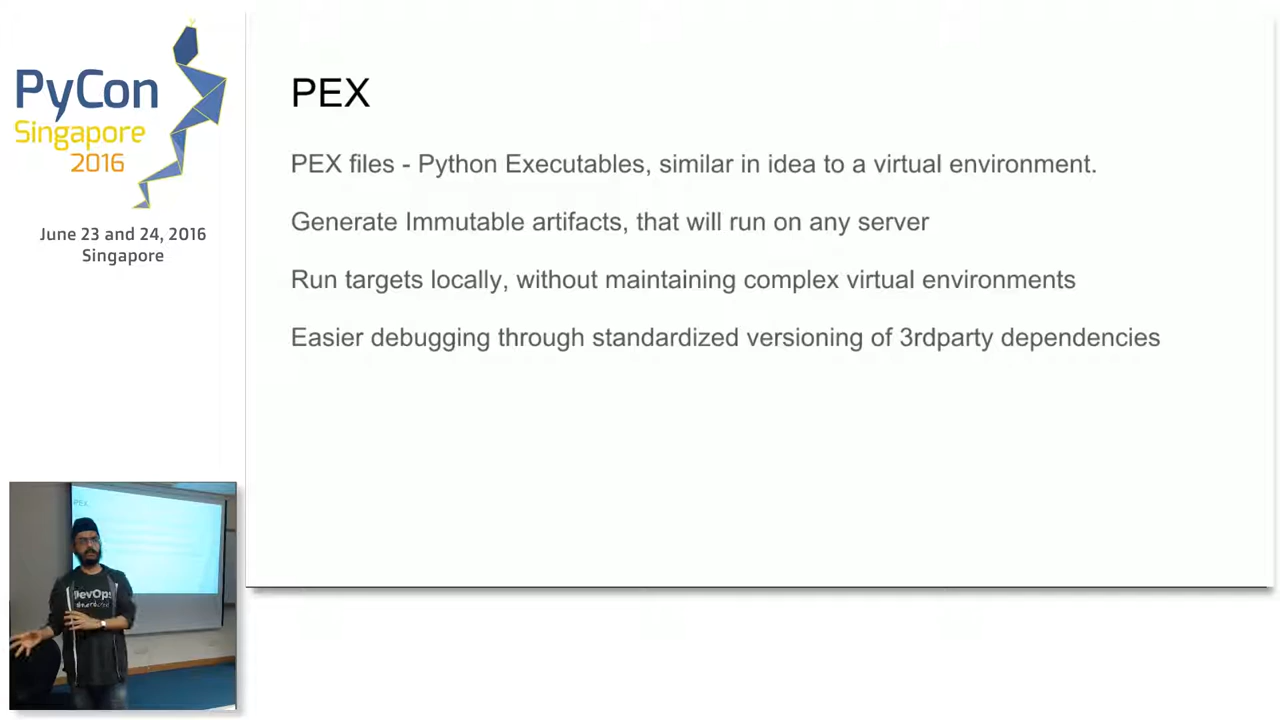 PyCon
Singapore
2016
June 23 and 24, 2016
Singapore
PEX
PEX files - Python Executables, similar in idea to a virtual environment.
Generate Immutable artifacts, that will run on any server
Run targets locally, without maintaining complex virtual environments
Easier debugging through standardized versioning of 3rdparty dependencies
PEX
DevOps